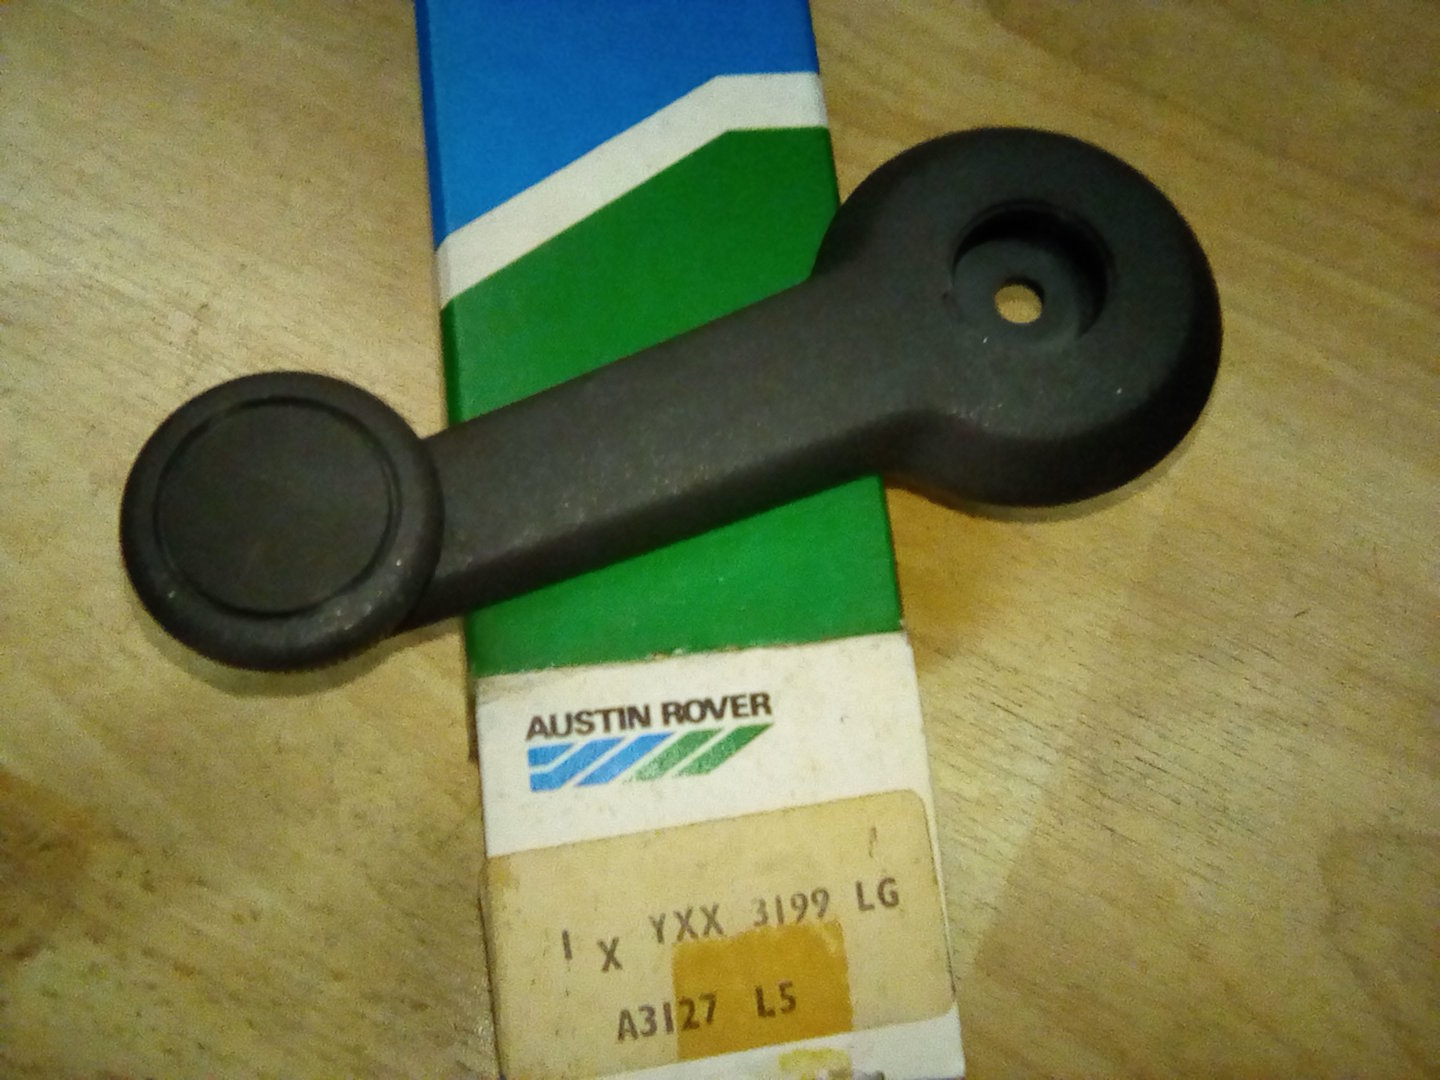 AUSTIN ROVER
1 X YXX 3199 LG
A3127 L5